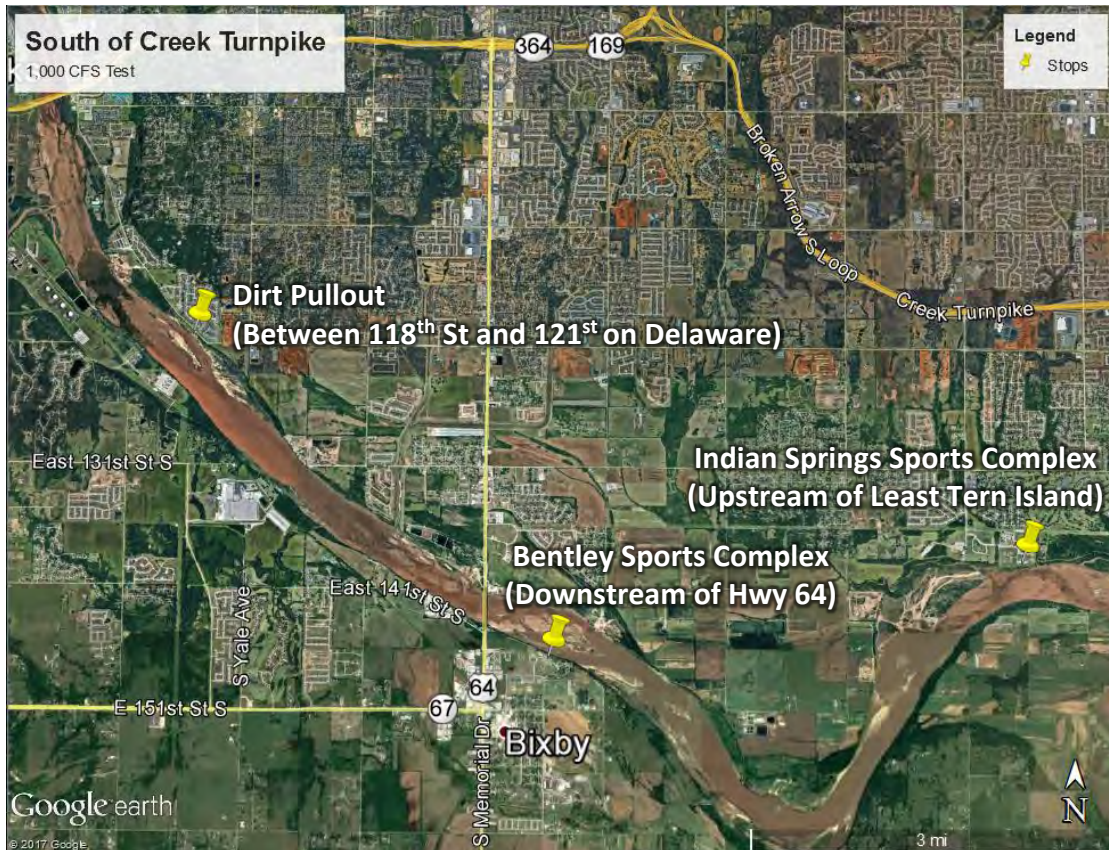 South of Creek Turnpike
1,000 CFS Test
364
169
Legend
Stops
Broken Arrow S Loop
Creek Turnpike
Dirt Pullout
(Between 118th St and 121st on Delaware)
East 131st St S
Indian Springs Sports Complex
(Upstream of Least Tern Island)
Bentley Sports Complex
(Downstream of Hwy 64)
East 141st St S
S Yale Ave
E 151st St S
67
64
S Memorial Dr
Bixby
Google earth
© 2017 Google
N
3 mi